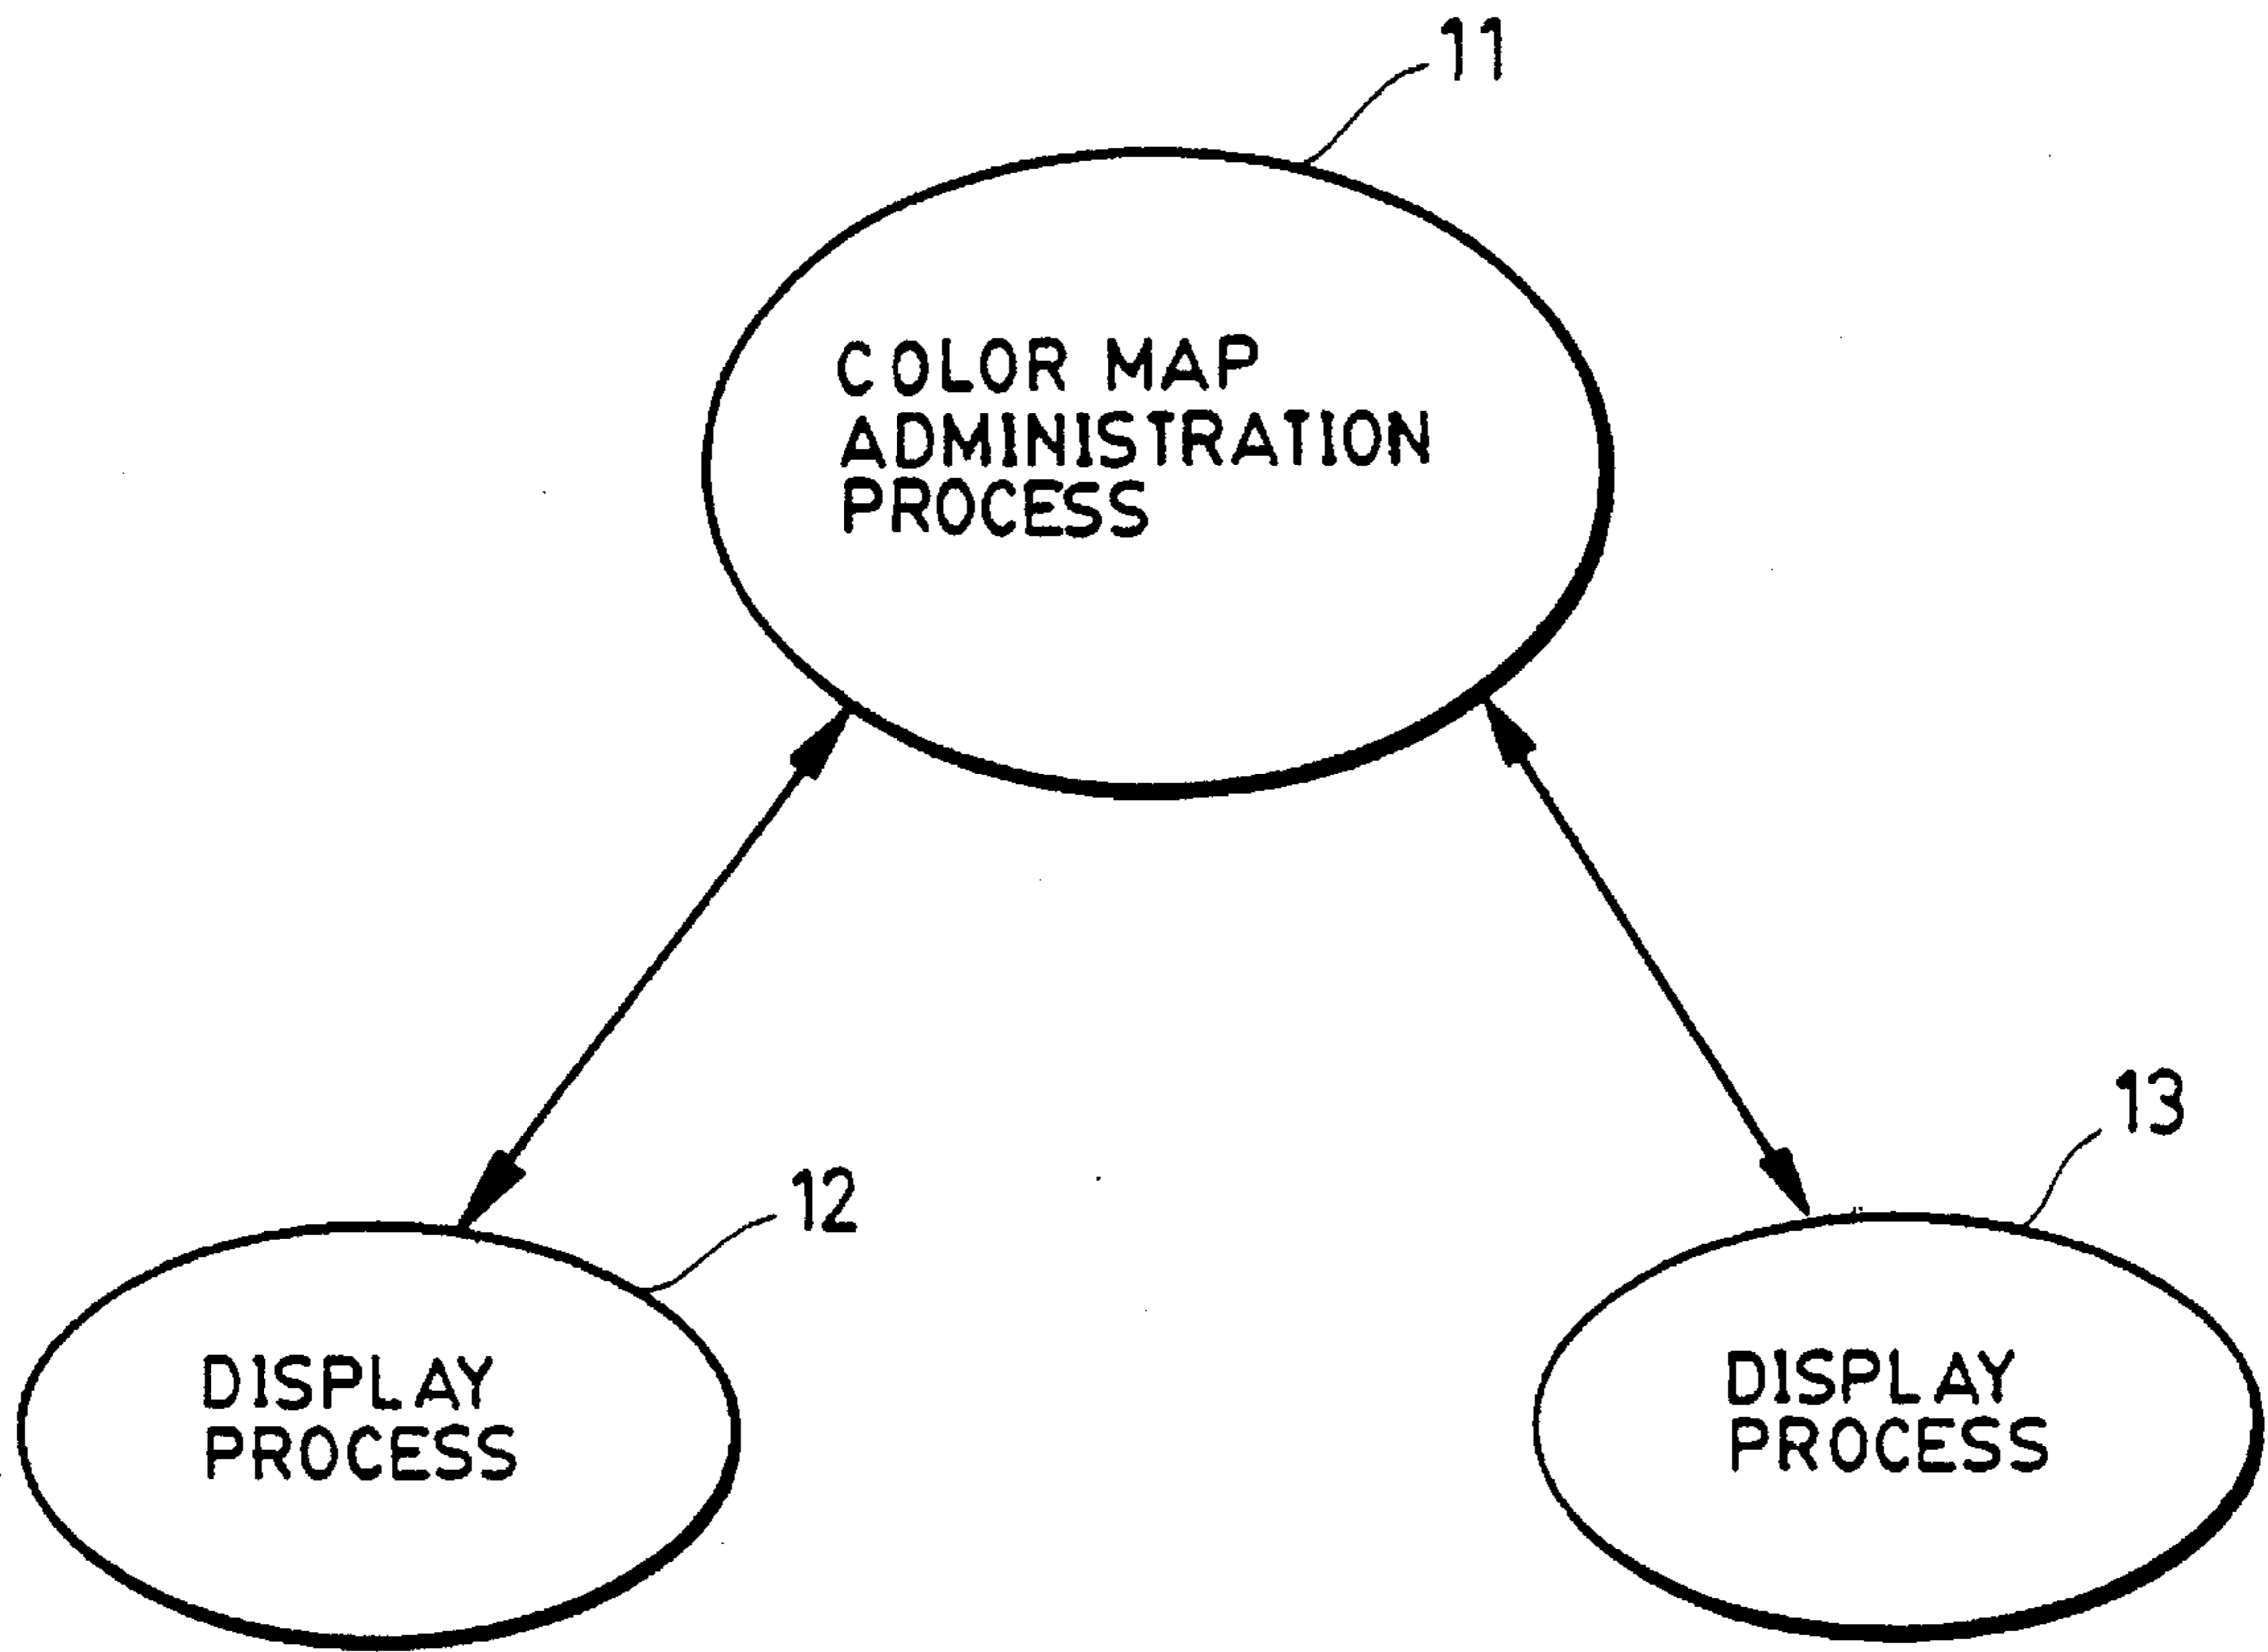 11
COLOR MAP
ADMINISTRATION
PROCESS
12
DISPLAY
PROCESS
13
DISPLAY
PROCESS